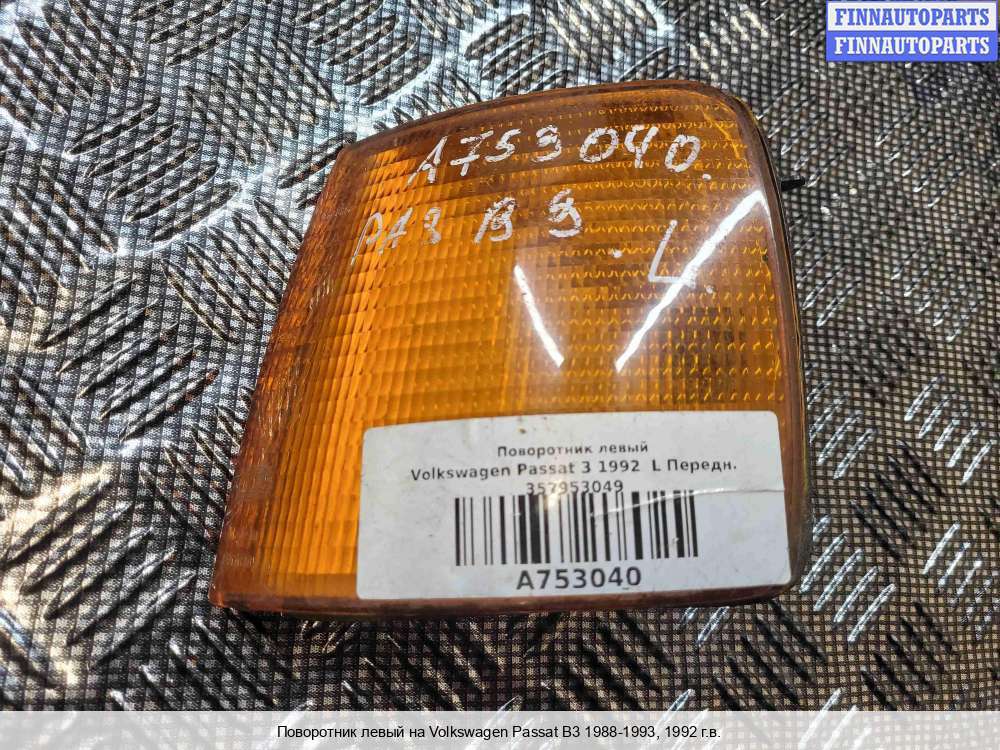 FINNAUTOPARTS
FINNAUTOPARTS
A753040.
ПАЗ B3 L.
Поворотник левый
Volkswagen Passat 3 1992 L Передн.
357953049
A753040
Поворотник левый на Volkswagen Passat B3 1988-1993, 1992 г.в.